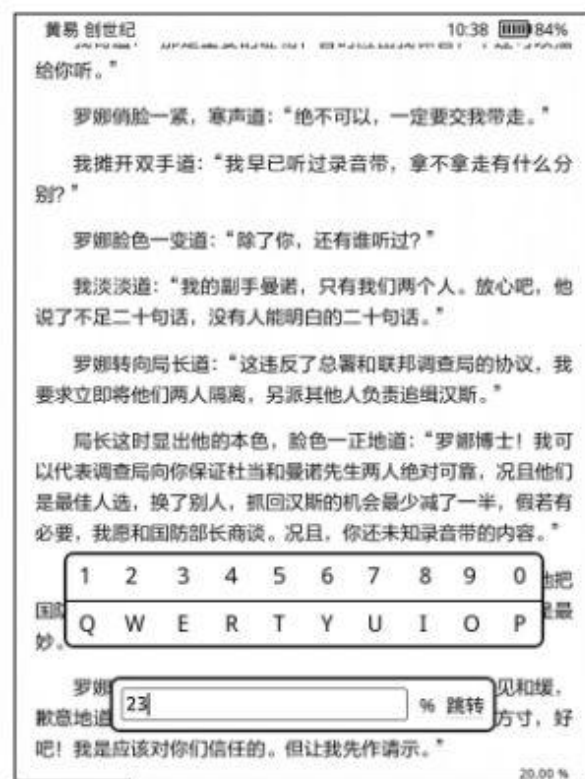 黄易 创世纪 10:38 84%
给你听。”
罗娜俏脸一紧，寒声道：“绝不可以，一定要交我带走。”
我摊开双手道：“我早已听过录音带，拿不拿走有什么分
别？”
罗娜脸色一变道：“除了你，还有谁听过？”
我淡淡道：“我的副手曼诺，只有我们两个人。放心吧，他
说了不足二十句话，没有人能明白的二十句话。”
罗娜转向局长道：“这违反了总署和联邦调查局的协议，我
要求立即将他们两人隔离，另派其他人负责追缉汉斯。”
局长这时显出他的本色，脸色一正地道：“罗娜博士！我可
以代表调查局向你保证杜当和曼诺先生两人绝对可靠，况且他们
是最佳人选，换了别人，抓回汉斯的机会最少减了一半，假若有
必要，我愿和国防部长商谈。况且，你还未知录音带的内容。”
1 2 3 4 5 6 7 8 9 0 他把
国防 Q W E R T Y U I O P 是最
妙。
罗娜 见和缓，
23 % 跳转
歉意地道 方寸，好
吧！我是应该对你们信任的。但让我先作请示。”
20.00 %